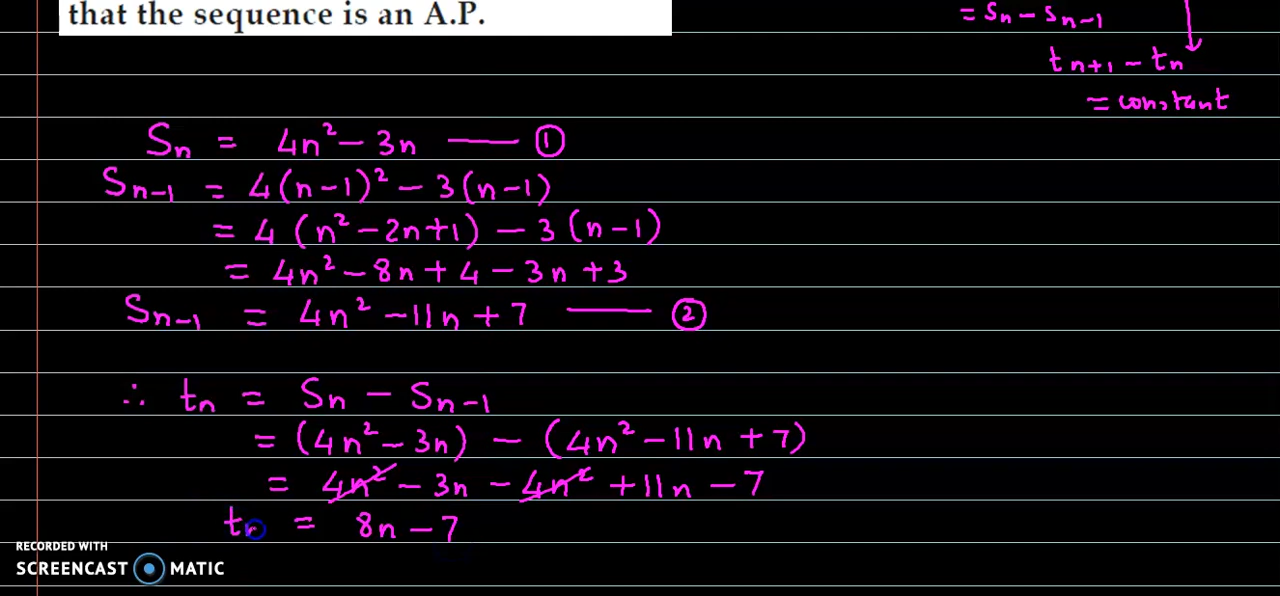 that the sequence is an A.P.
= Sn - Sn-1
tn+1 - tn
= constant
Sn = 4n² - 3n —— ①
Sn-1 = 4(n-1)² - 3(n-1)
= 4 (n² - 2n+1) - 3 (n-1)
= 4n² - 8n + 4 - 3n + 3
Sn-1 = 4n² - 11n + 7 —— ②
∴ tn = Sn - Sn-1
= (4n² - 3n) - (4n² - 11n + 7)
= 4n² - 3n - 4n² + 11n - 7
tn = 8n - 7
RECORDED WITH
SCREENCAST MATIC